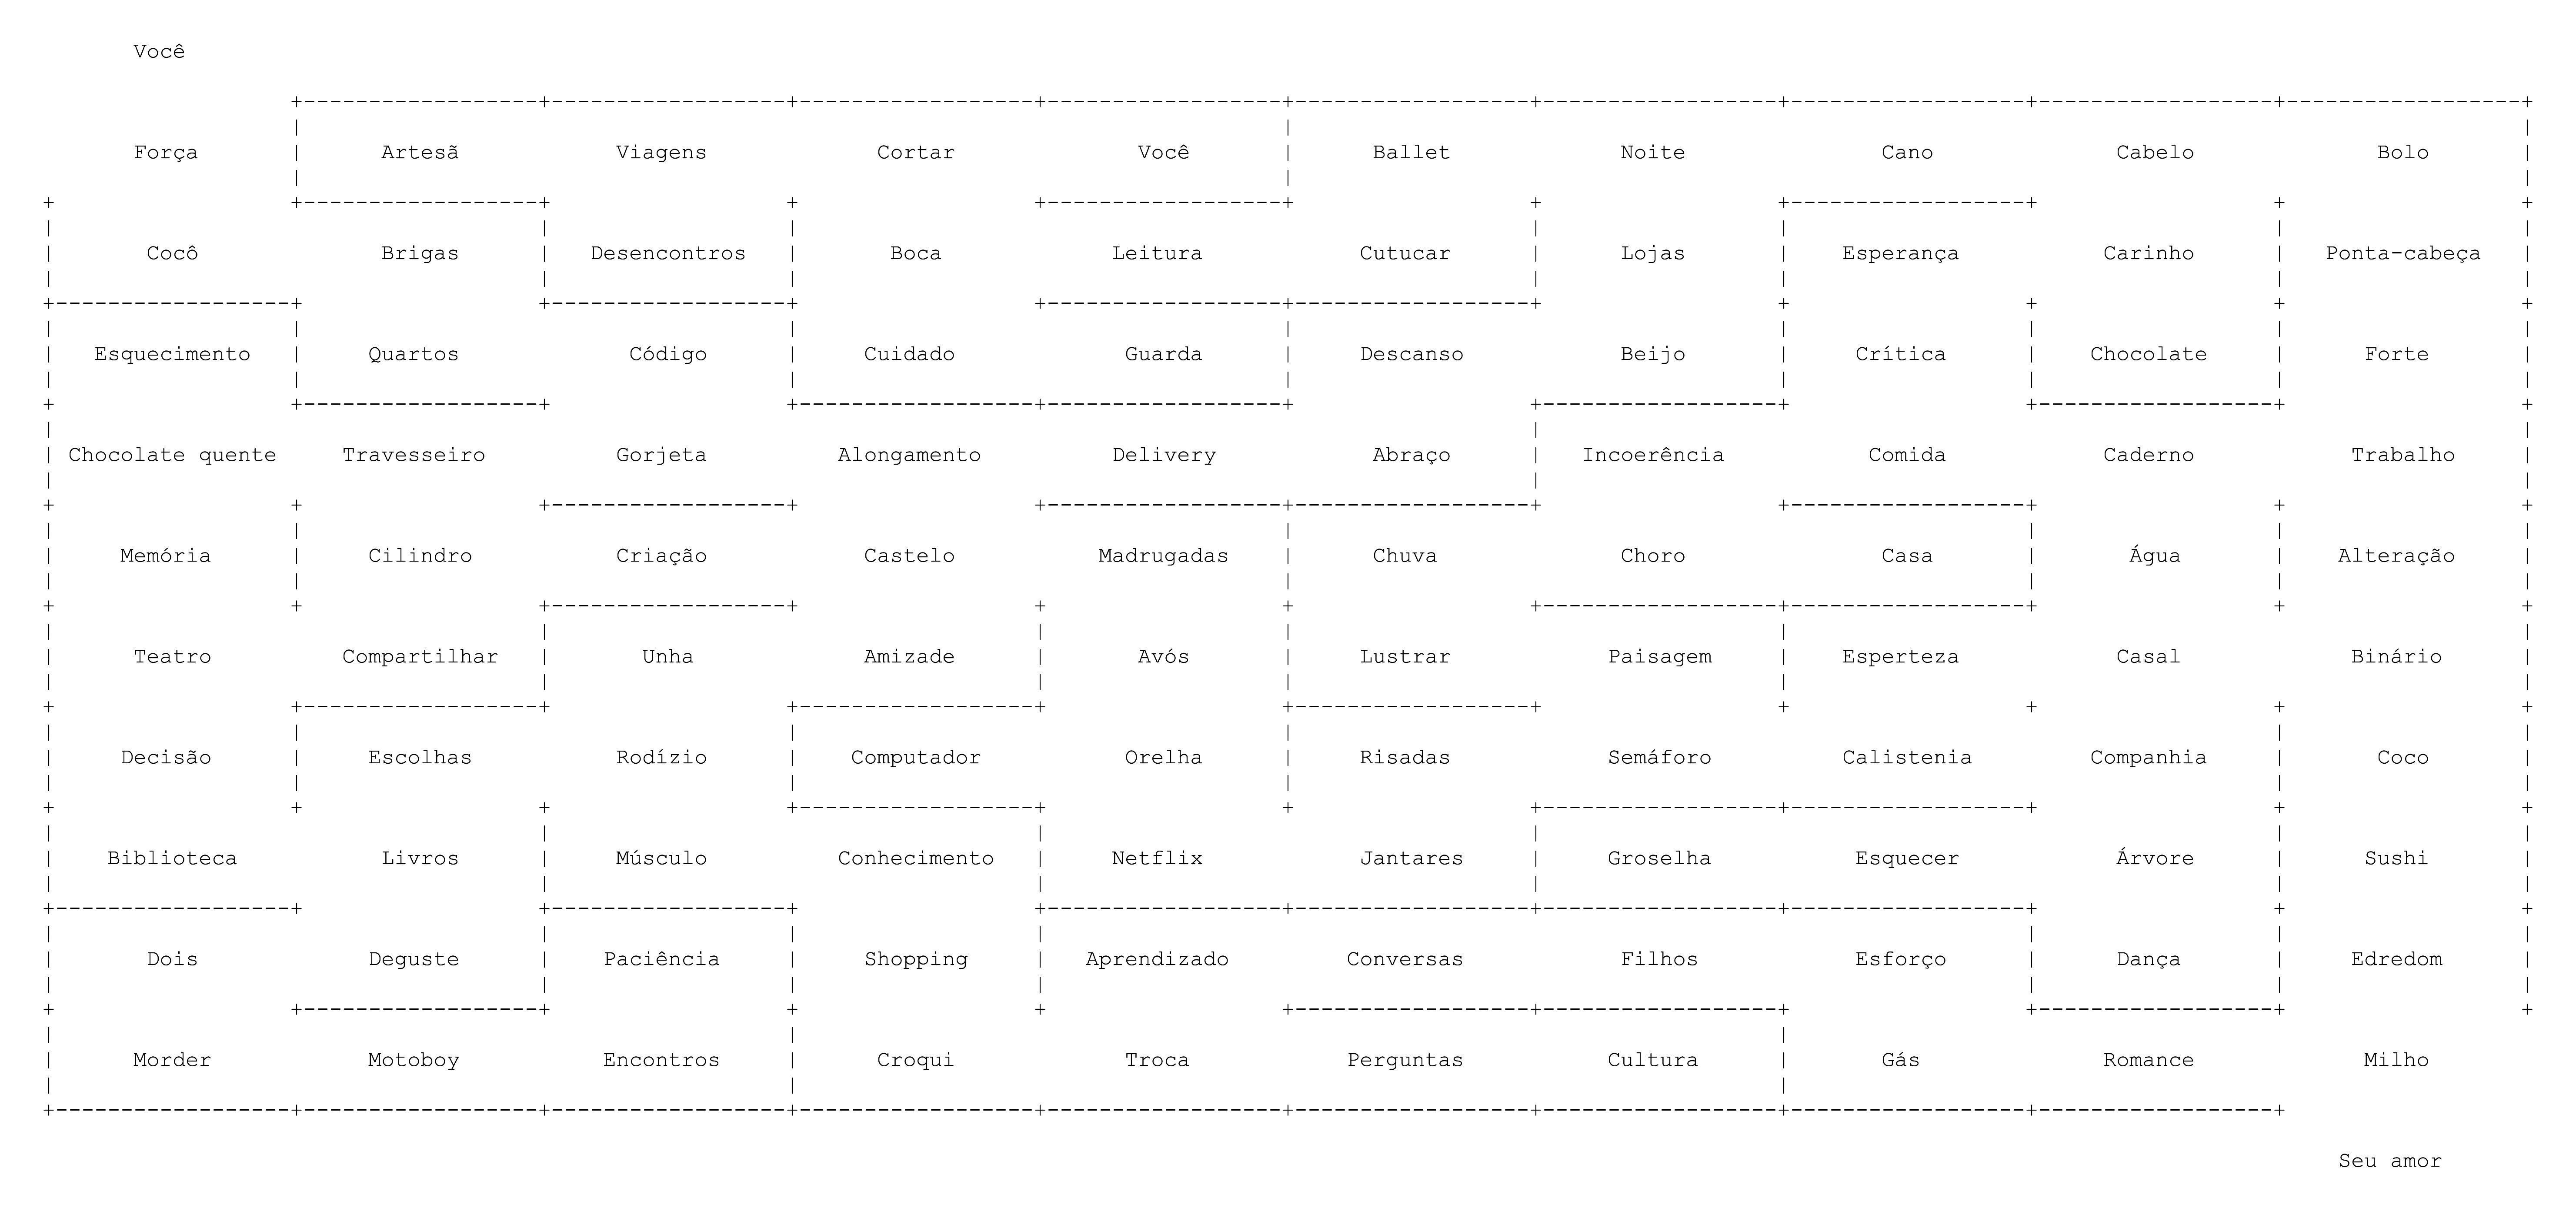 Você
Força Artesã Viagens Cortar Você Ballet Noite Cano Cabelo Bolo
Cocô Brigas Desencontros Boca Leitura Cutucar Lojas Esperança Carinho Ponta-cabeça
Esquecimento Quartos Código Cuidado Guarda Descanso Beijo Crítica Chocolate Forte
Chocolate quente Travesseiro Gorjeta Alongamento Delivery Abraço Incoerência Comida Caderno Trabalho
Memória Cilindro Criação Castelo Madrugadas Chuva Choro Casa Água Alteração
Teatro Compartilhar Unha Amizade Avós Lustrar Paisagem Esperteza Casal Binário
Decisão Escolhas Rodízio Computador Orelha Risadas Semáforo Calistenia Companhia Coco
Biblioteca Livros Músculo Conhecimento Netflix Jantares Groselha Esquecer Árvore Sushi
Dois Deguste Paciência Shopping Aprendizado Conversas Filhos Esforço Dança Edredom
Morder Motoboy Encontros Croqui Troca Perguntas Cultura Gás Romance Milho
Seu amor